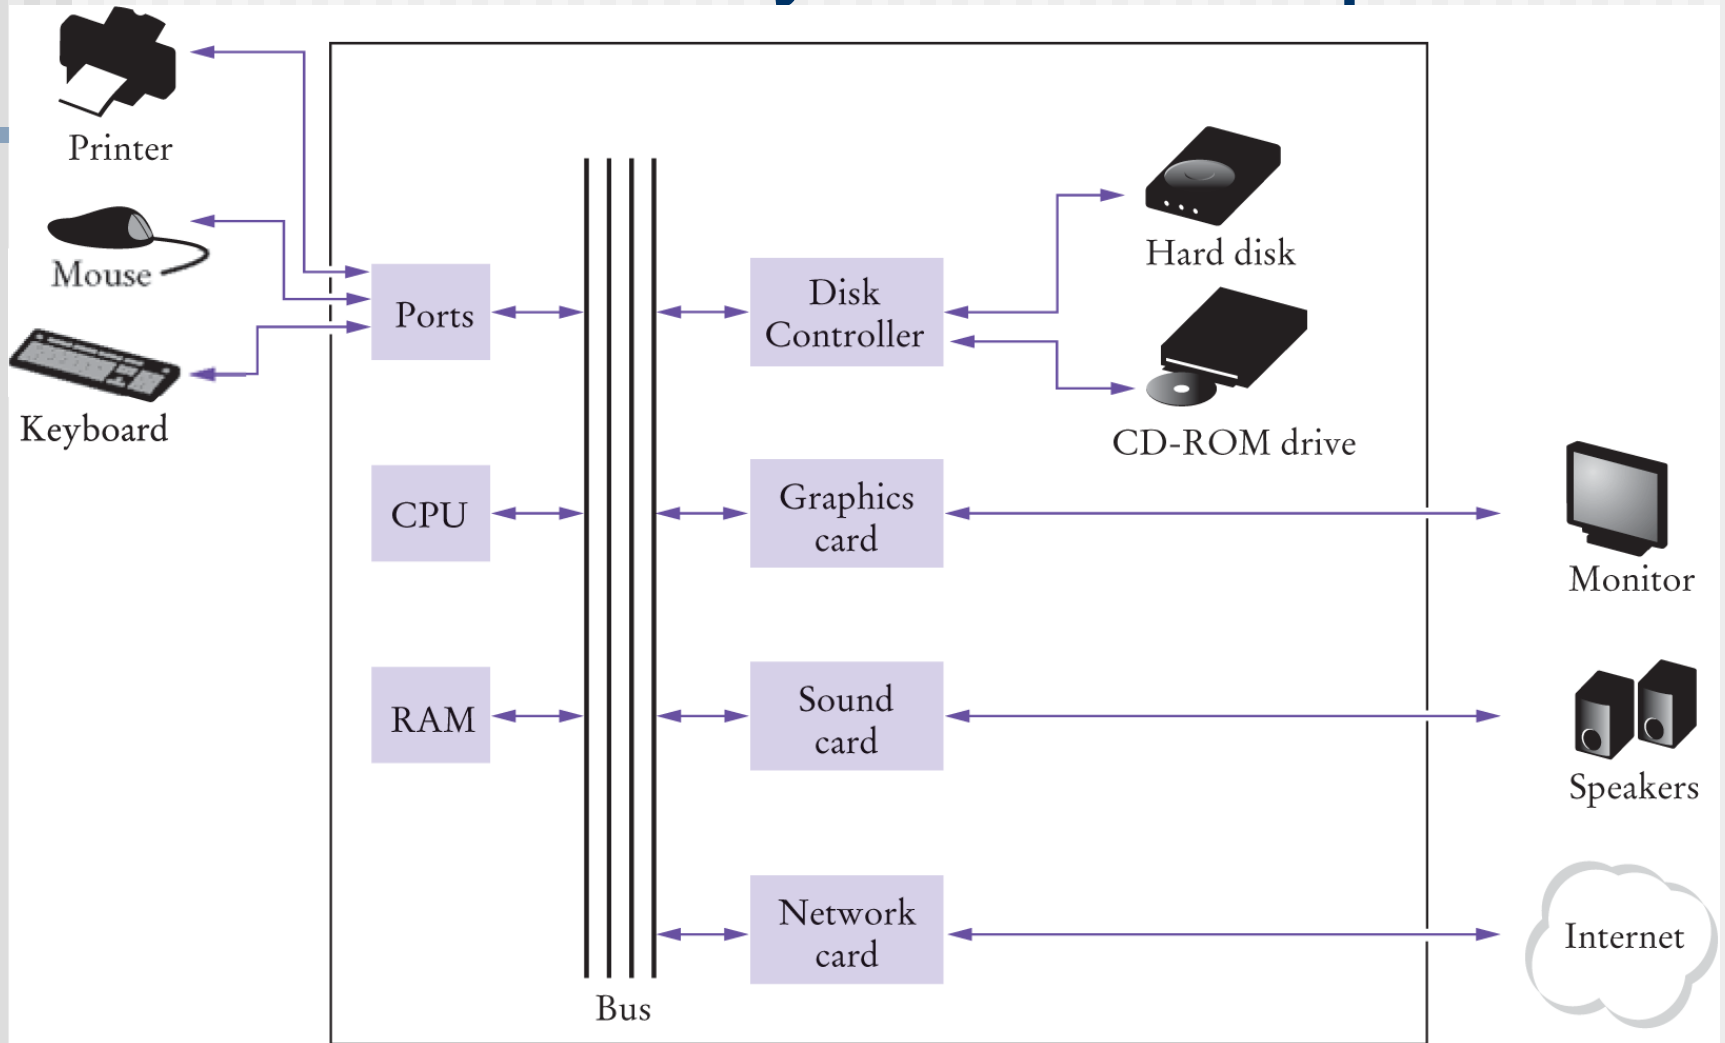 Printer
Mouse
Keyboard
Ports
CPU
RAM
Bus
Disk
Controller
Graphics
card
Sound
card
Network
card
Hard disk
CD-ROM drive
Monitor
Speakers
Internet